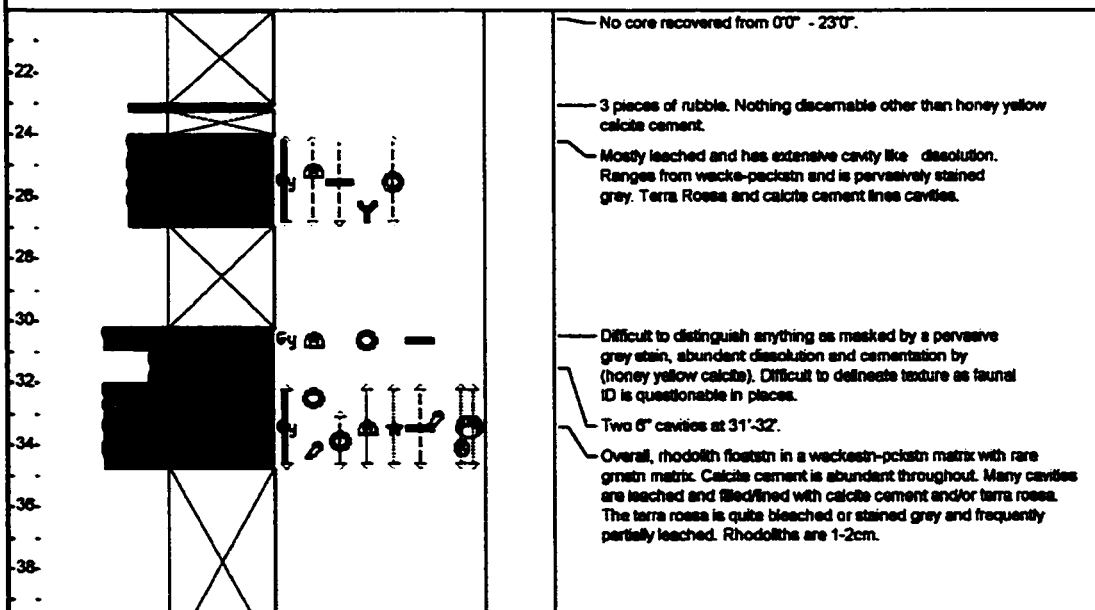 No core recovered from 0'0" - 23'0".
-22-
3 pieces of rubble. Nothing discernable other than honey yellow
calcite cement.
-24-
Mostly leached and has extensive cavity like dissolution.
Ranges from wacke-packstn and is pervasively stained
grey. Terra Rossa and calcite cement lines cavities.
Gy
-26-
-28-
-30-
Gy
Difficult to distinguish anything as masked by a pervasive
grey stain, abundant dissolution and cementation by
(honey yellow calcite). Difficult to delineate texture as faunal
ID is questionable in places.
-32-
Two 6" cavities at 31'-32'.
Gy
-34-
Overall, rhodolith floatstn in a wackestn-pckstn matrix with rare
grnstn matrix. Calcite cement is abundant throughout. Many cavities
are leached and filled/lined with calcite cement and/or terra rossa.
The terra rossa is quite bleached or stained grey and frequently
partially leached. Rhodoliths are 1-2cm.
-36-
-38-